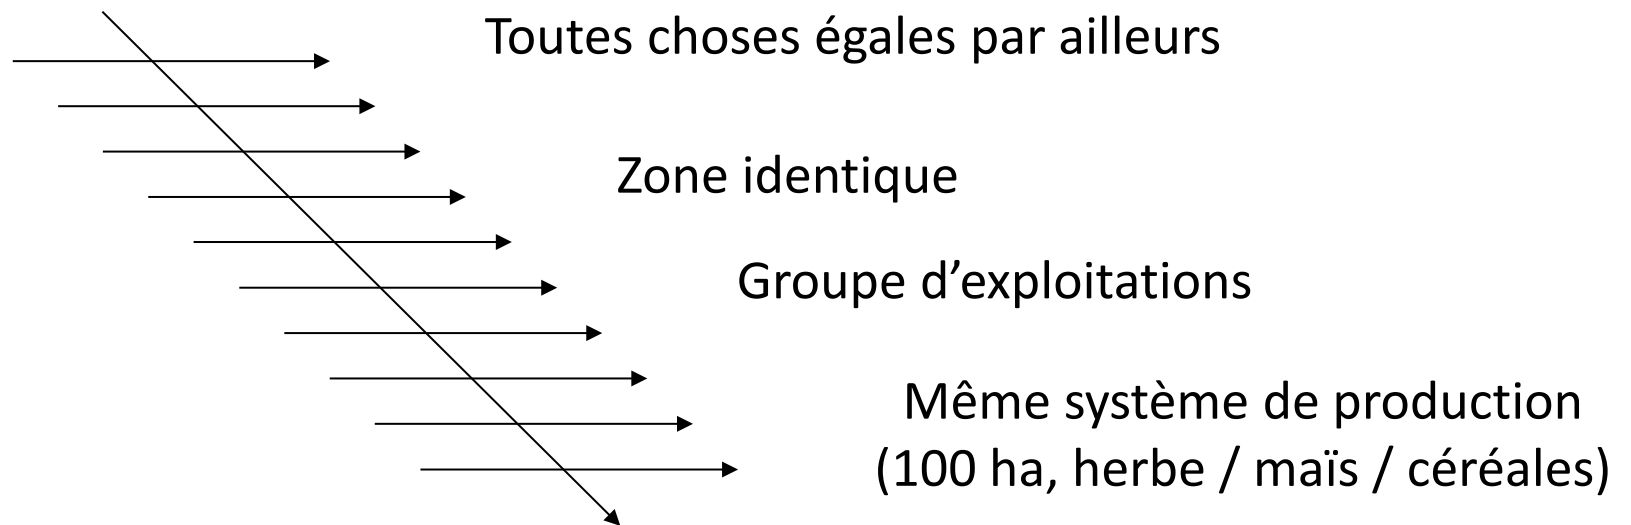 Toutes choses égales par ailleurs
Zone identique
Groupe d’exploitations
Même système de production
(100 ha, herbe / maïs / céréales)